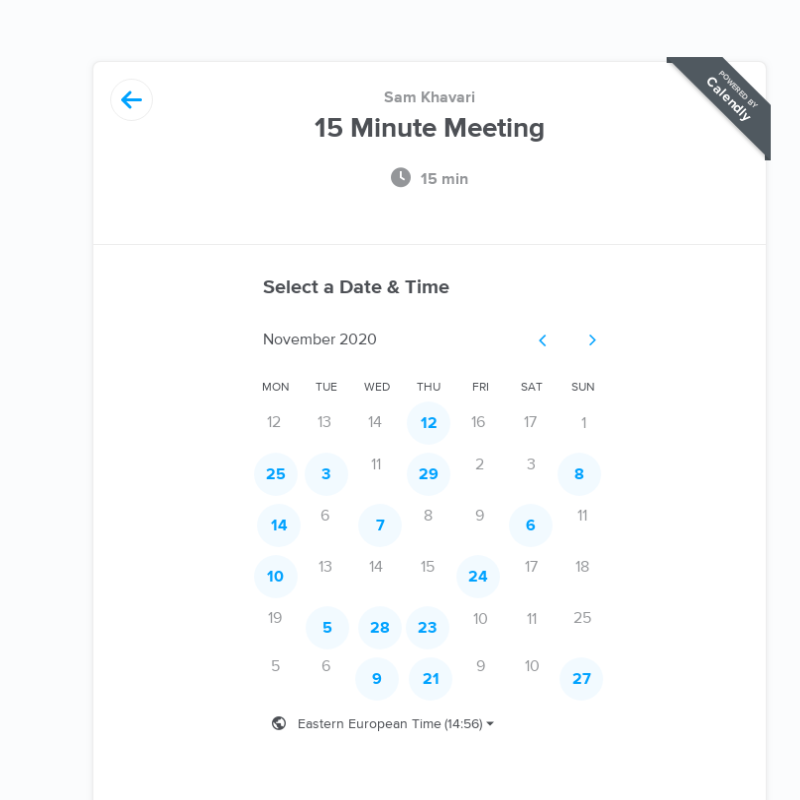 POWERED BY
Calendly
Sam Khavari
15 Minute Meeting
15 min
Select a Date & Time
November 2020
MON TUE WED THU FRI SAT SUN
12 13 14 12 16 17 1
25 3 11 29 2 3 8
14 6 7 8 9 6 11
10 13 14 15 24 17 18
19 5 28 23 10 11 25
5 6 9 21 9 10 27
Eastern European Time (14:56)